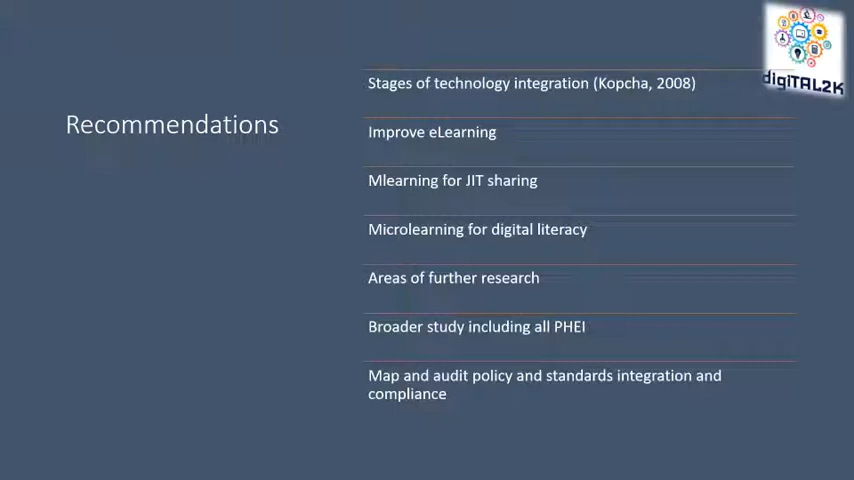 digiTAL2K
Recommendations
Stages of technology integration (Kopcha, 2008)
Improve eLearning
Mlearning for JIT sharing
Microlearning for digital literacy
Areas of further research
Broader study including all PHEI
Map and audit policy and standards integration and
compliance